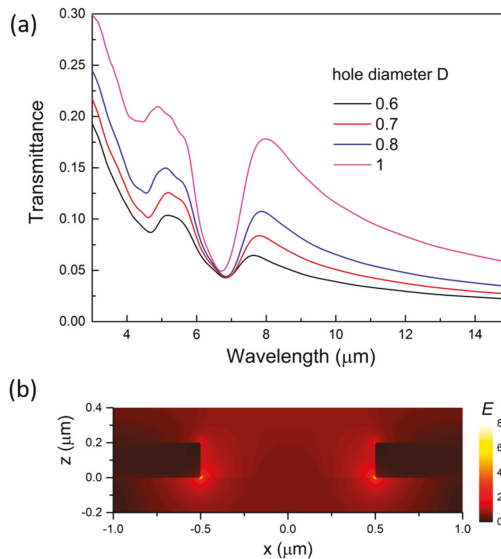 (a)
0.30
0.25
0.20
0.15
0.10
0.05
0.00
Transmittance
hole diameter D
0.6
0.7
0.8
1
4 6 8 10 12 14
Wavelength (μm)
(b)
0.4
0.2
0.0
-0.2
z (μm)
-1.0 -0.5 0.0 0.5 1.0
x (μm)
E
8
6
4
2
0